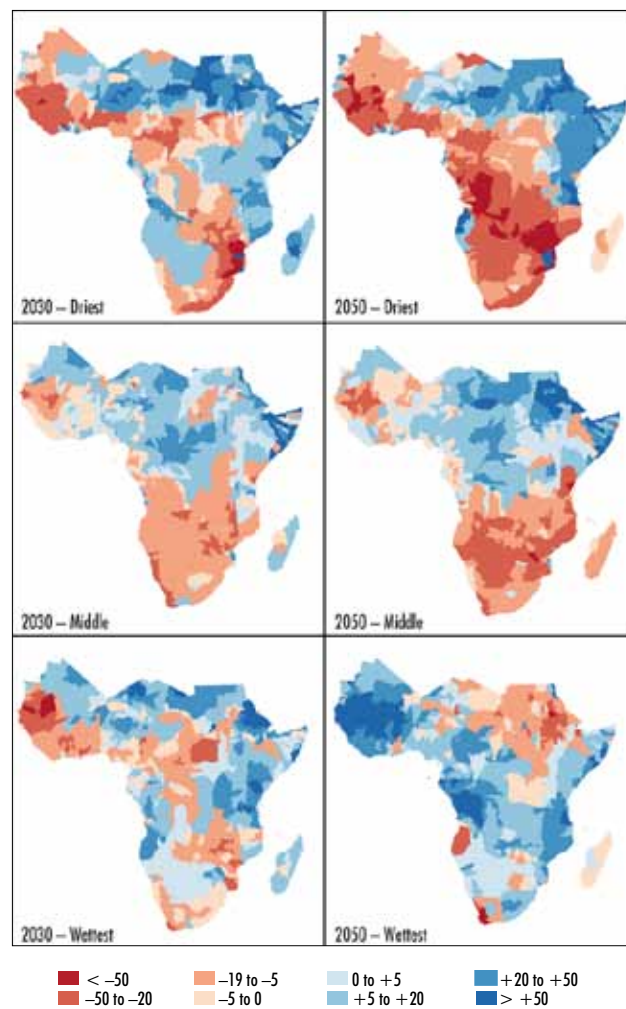 2030 – Driest
2050 – Driest
2030 – Middle
2050 – Middle
2030 – Wettest
2050 – Wettest
< –50
–19 to –5
0 to +5
+20 to +50
–50 to –20
–5 to 0
+5 to +20
> +50